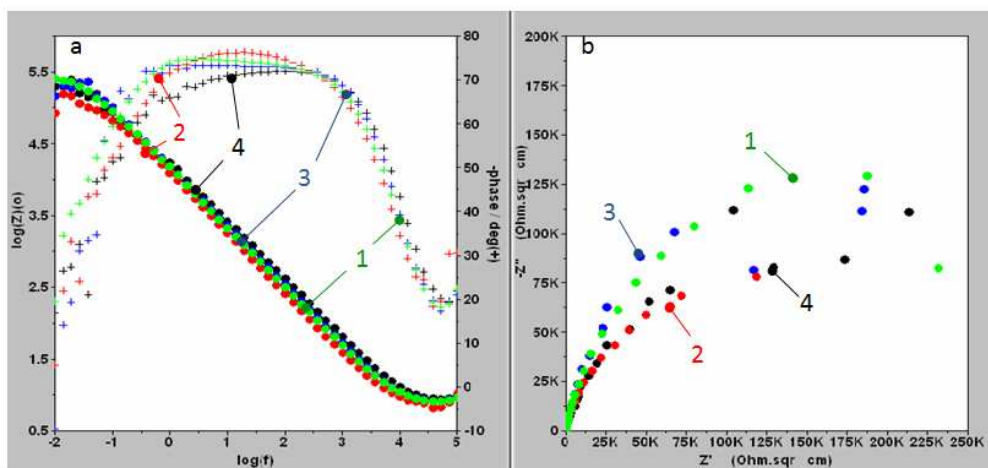 a
80
70
60
50
40
30
20
10
0
-10
5.5
4.5
3.5
2.5
1.5
0.5
-2
-1
0
1
2
3
4
5
log(Z)(o)
-phase / deg(+)
log(f)
2
4
3
1
b
200K
175K
150K
125K
100K
75K
50K
25K
0
0
25K
50K
75K
100K
125K
150K
175K
200K
225K
250K
-Z'' (Ohm.sqr cm)
Z' (Ohm.sqr cm)
1
3
4
2